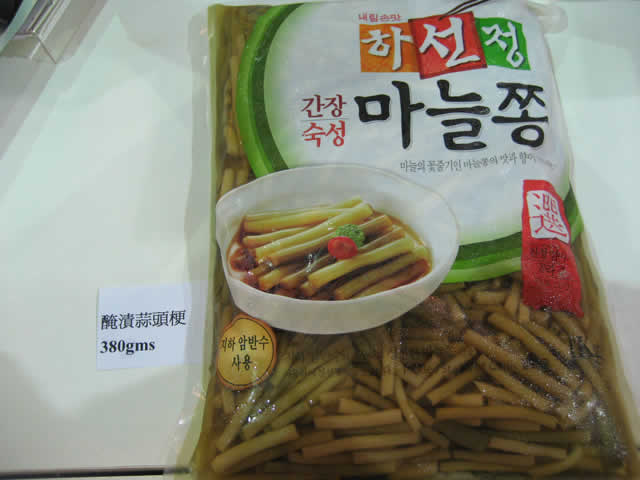 내림손맛
하선정
간장
숙성
마늘쫑
마늘의 꽃줄기인 마늘쫑의 맛과 향이
選
지하 암반수
사용
醃漬蒜頭梗
380gms